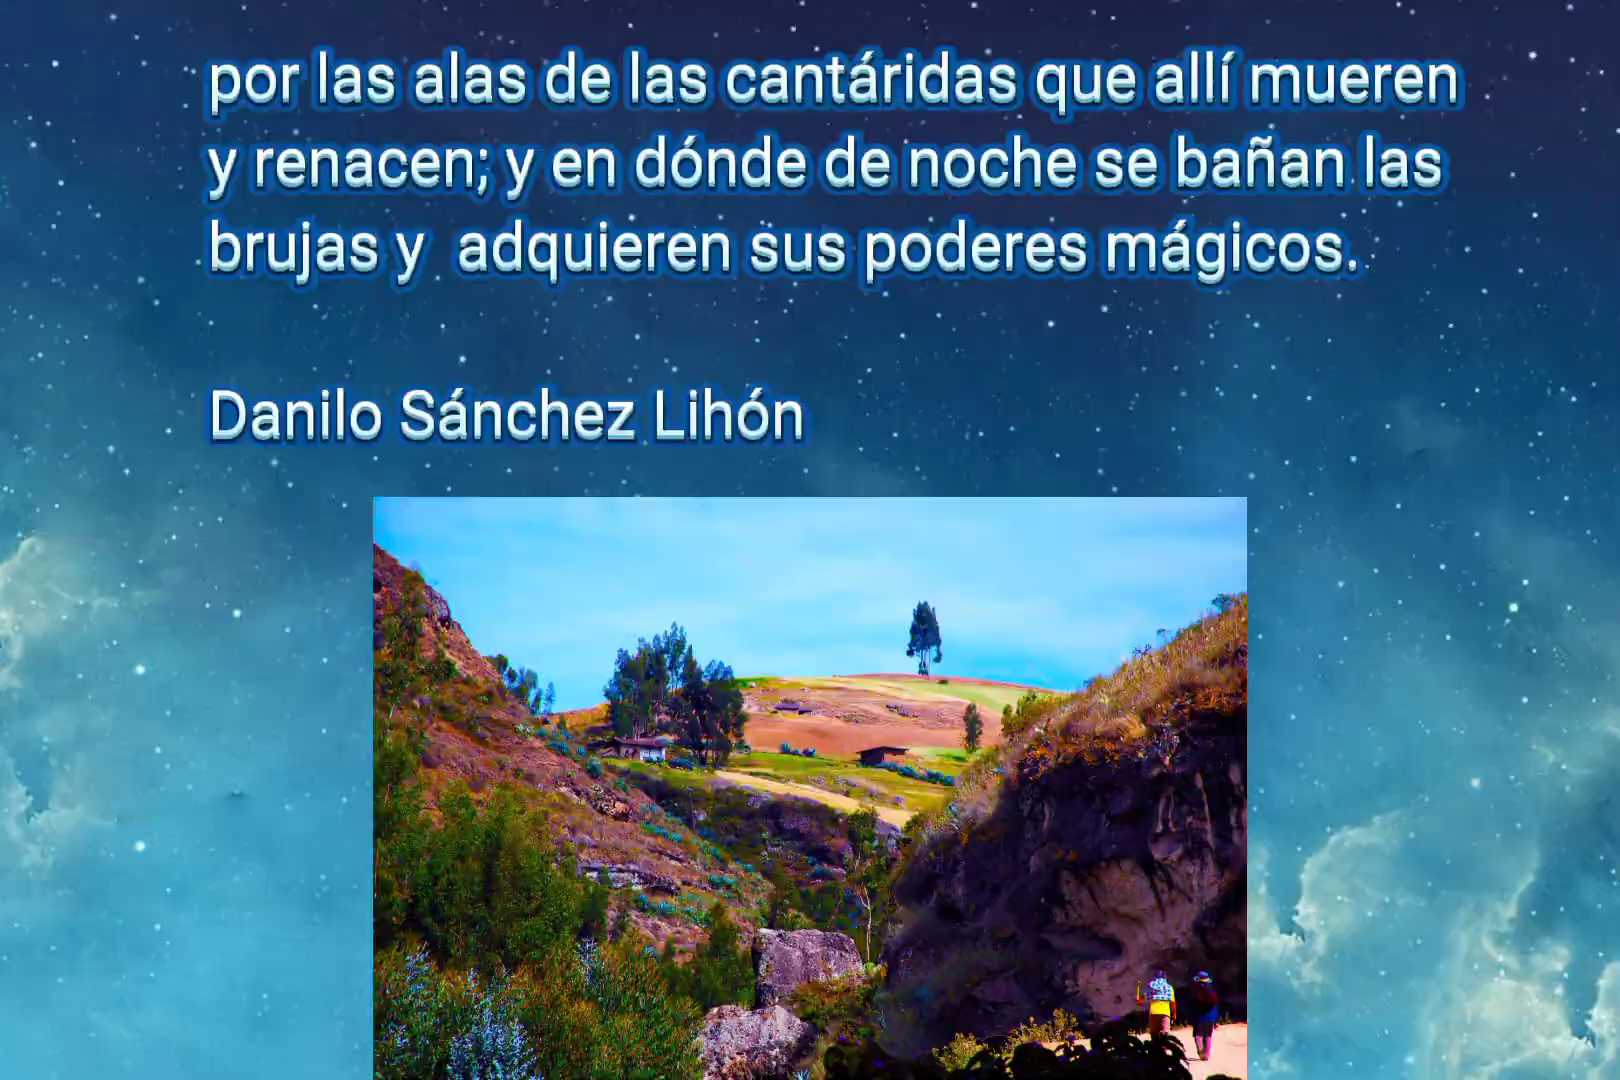 por las alas de las cantáridas que allí mueren
y renacen; y en dónde de noche se bañan las
brujas y  adquieren sus poderes mágicos.
Danilo Sánchez Lihón